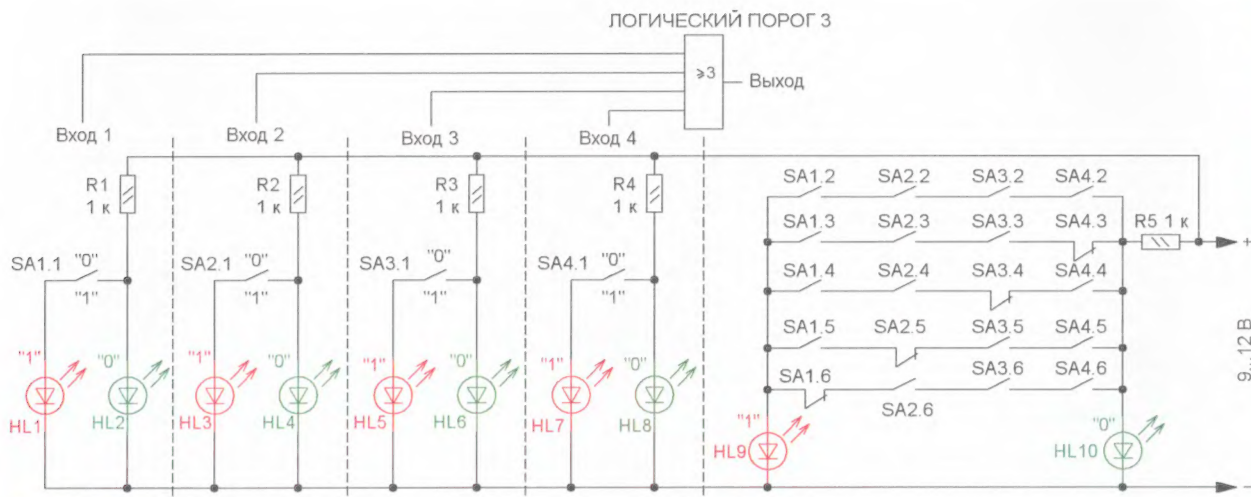 ЛОГИЧЕСКИЙ ПОРОГ 3
⩾3
Выход
Вход 1
Вход 2
Вход 3
Вход 4
R1
1 к
R2
1 к
R3
1 к
R4
1 к
SA1.2 SA2.2 SA3.2 SA4.2
SA1.3 SA2.3 SA3.3 SA4.3
R5 1 к
+
SA1.1 "0"
"1"
SA2.1 "0"
"1"
SA3.1 "0"
"1"
SA4.1 "0"
"1"
SA1.4 SA2.4 SA3.4 SA4.4
SA1.5 SA2.5 SA3.5 SA4.5
SA1.6 SA2.6 SA3.6 SA4.6
9...12 В
"1" "0" "1" "0" "1" "0" "1" "0"
HL1 HL2 HL3 HL4 HL5 HL6 HL7 HL8
"1" "0"
HL9 HL10
−